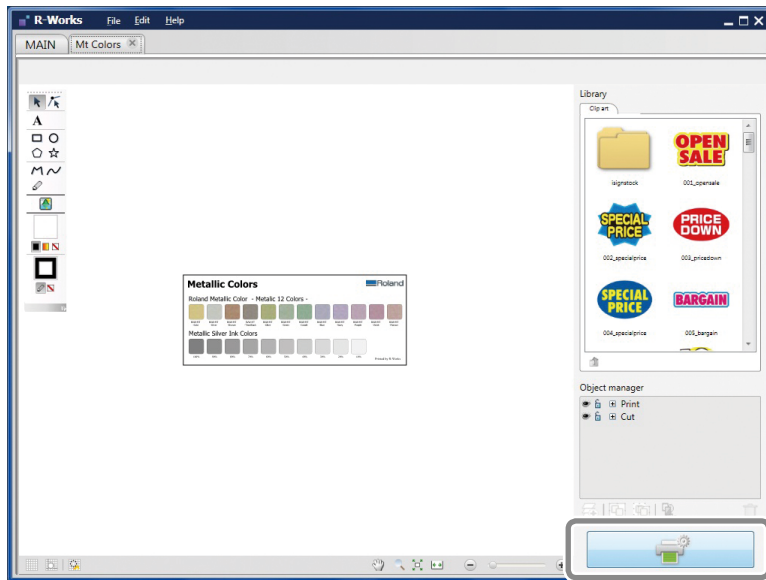 R-Works File Edit Help
MAIN Mt Colors
Library
Clip art
A
OPEN
SALE
isignstock 001_opensale
SPECIAL
PRICE
PRICE
DOWN
002_specialprice 003_pricedown
SPECIAL
PRICE
BARGAIN
004_specialprice 005_bargain
Metallic Colors Roland
Roland Metallic Color - Metalic 12 Colors -
Metallic Silver Ink Colors
Object manager
Print
Cut